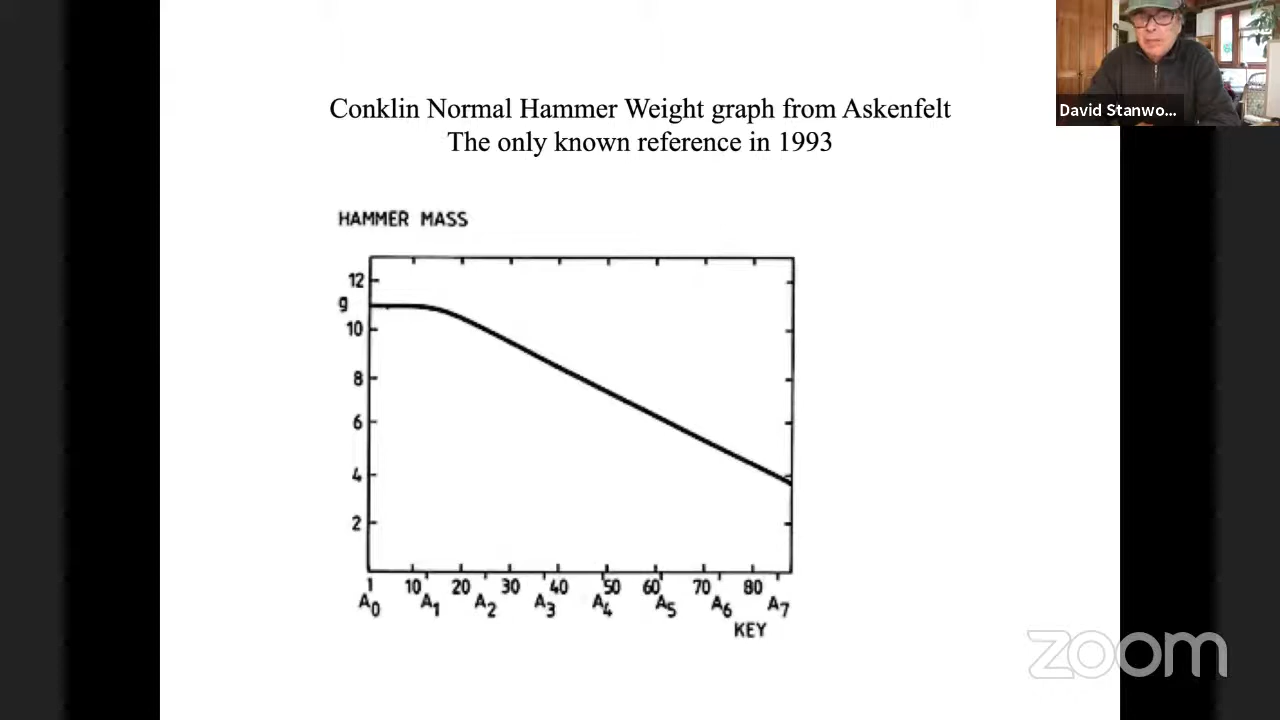 Conklin Normal Hammer Weight graph from Askenfelt
The only known reference in 1993
David Stanwo...
HAMMER MASS
12
g
10
8
6
4
2
1 10 20 30 40 50 60 70 80
A0 A1 A2 A3 A4 A5 A6 A7
KEY
zoom